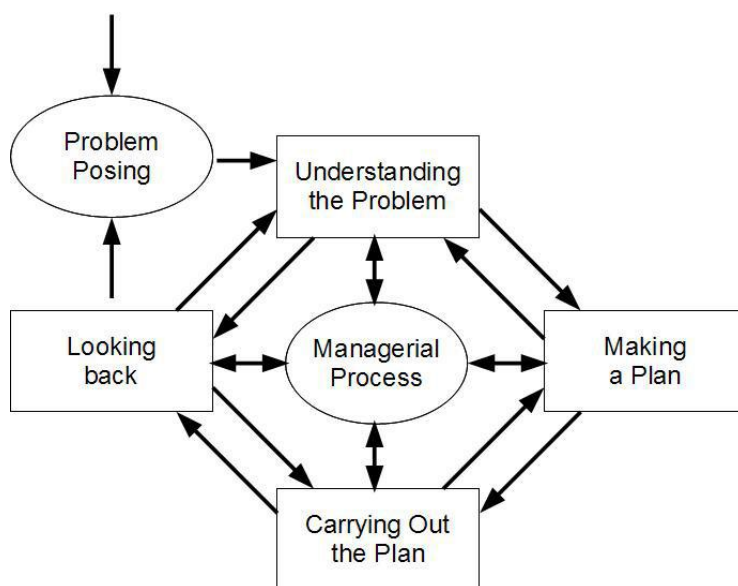 Problem
Posing
Understanding
the Problem
Looking
back
Managerial
Process
Making
a Plan
Carrying Out
the Plan